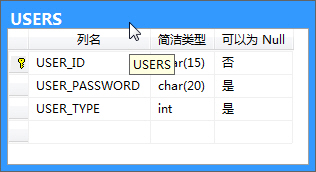 USERS
列名 简洁类型 可以为 Null
USER_ID (15) 否
USERS
USER_PASSWORD char(20) 是
USER_TYPE int 是